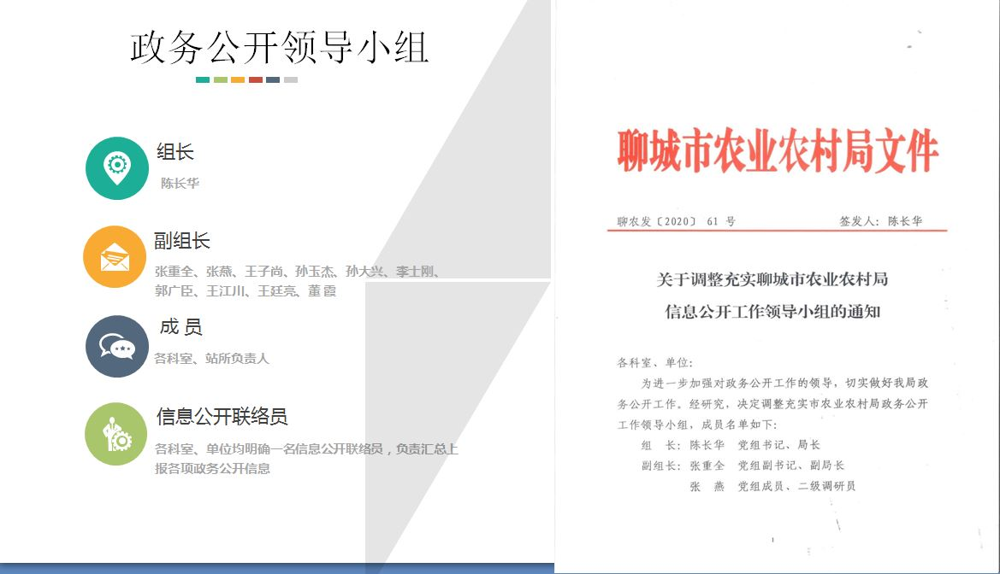 政务公开领导小组
组长
陈长华
副组长
张重全、张燕、王子尚、孙玉杰、孙大兴、李士刚、
郭广臣、王江川、王廷亮、董霞
成 员
各科室、站所负责人
信息公开联络员
各科室、单位均明确一名信息公开联络员，负责汇总上
报各项政务公开信息
聊城市农业农村局文件
聊农发〔2020〕 61 号 签发人：陈长华
关于调整充实聊城市农业农村局
信息公开工作领导小组的通知
各科室、单位：
为进一步加强对政务公开工作的领导，切实做好我局政
务公开工作。经研究，决定调整充实市农业农村局政务公开
工作领导小组，成员名单如下：
组 长：陈长华 党组书记、局长
副组长：张重全 党组副书记、副局长
张 燕 党组成员、二级调研员